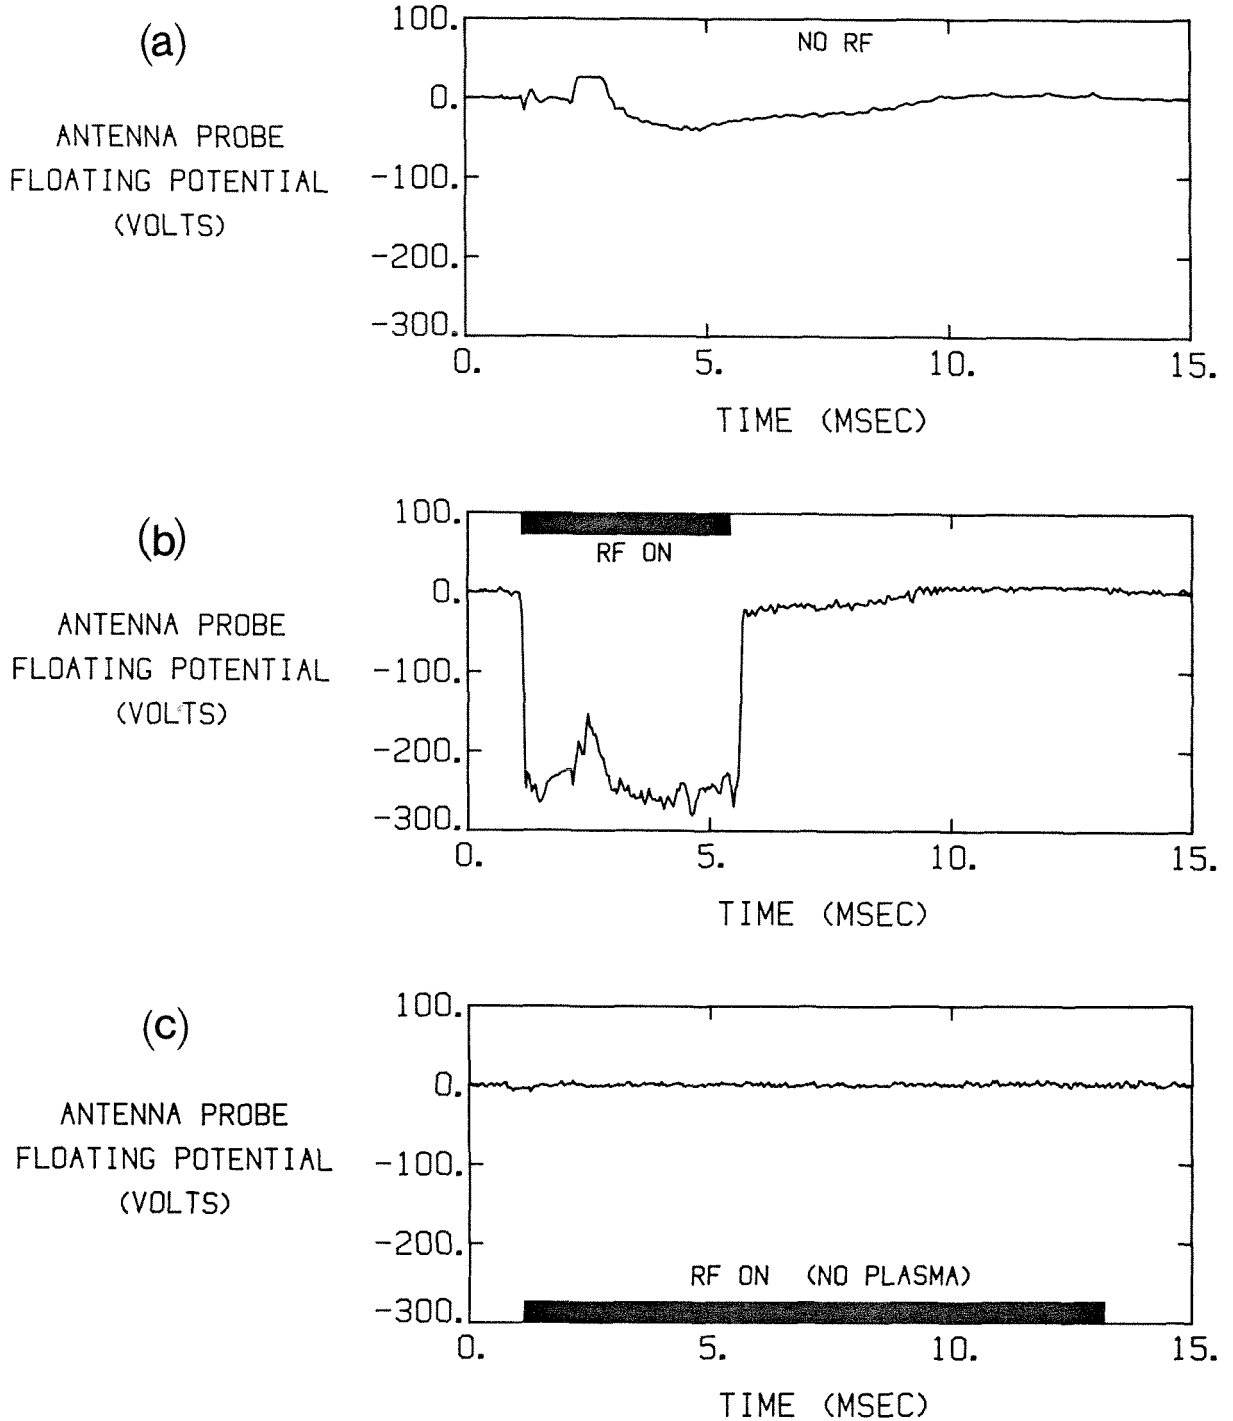 (a)
ANTENNA PROBE
FLOATING POTENTIAL
(VOLTS)
100.
0.
-100.
-200.
-300.
NO RF
0. 5. 10. 15.
TIME (MSEC)
(b)
ANTENNA PROBE
FLOATING POTENTIAL
(VOLTS)
100.
0.
-100.
-200.
-300.
RF ON
0. 5. 10. 15.
TIME (MSEC)
(c)
ANTENNA PROBE
FLOATING POTENTIAL
(VOLTS)
100.
0.
-100.
-200.
-300.
RF ON (NO PLASMA)
0. 5. 10. 15.
TIME (MSEC)